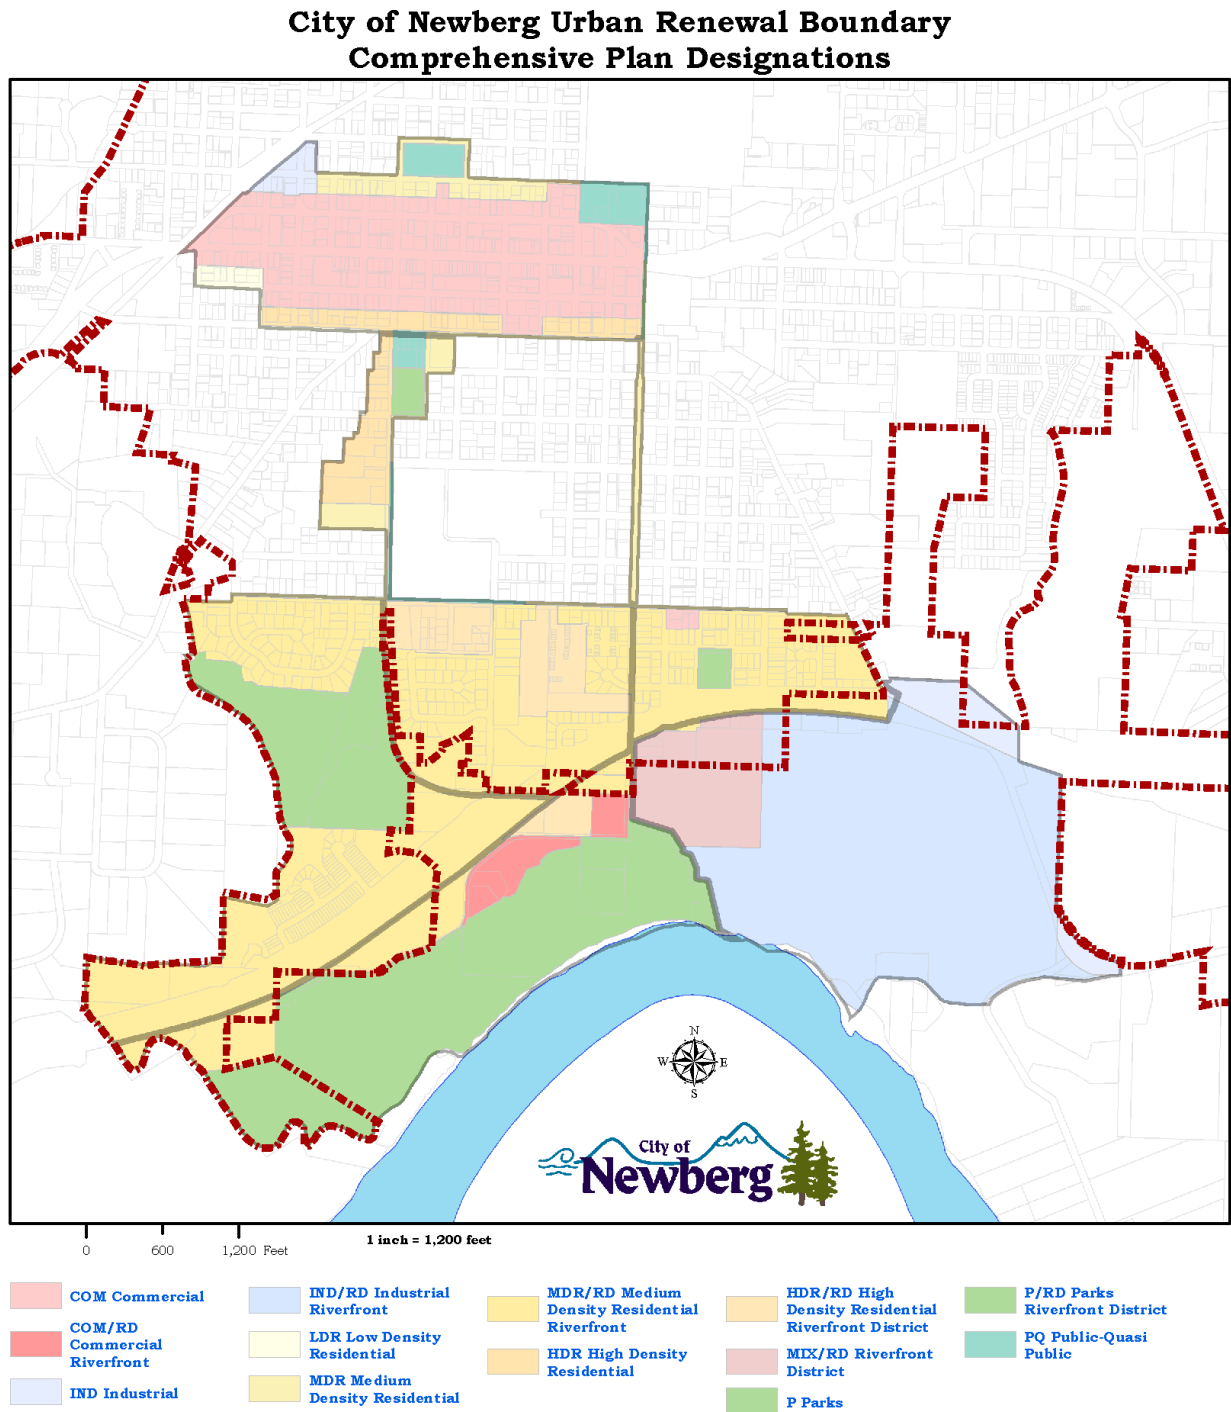 City of Newberg Urban Renewal Boundary
Comprehensive Plan Designations
N
W E
S
City of
Newberg
0 600 1,200 Feet
1 inch = 1,200 feet
COM Commercial
COM/RD
Commercial
Riverfront
IND Industrial
IND/RD Industrial
Riverfront
LDR Low Density
Residential
MDR Medium
Density Residential
MDR/RD Medium
Density Residential
Riverfront
HDR High Density
Residential
HDR/RD High
Density Residential
Riverfront District
MIX/RD Riverfront
District
P Parks
P/RD Parks
Riverfront District
PQ Public-Quasi
Public